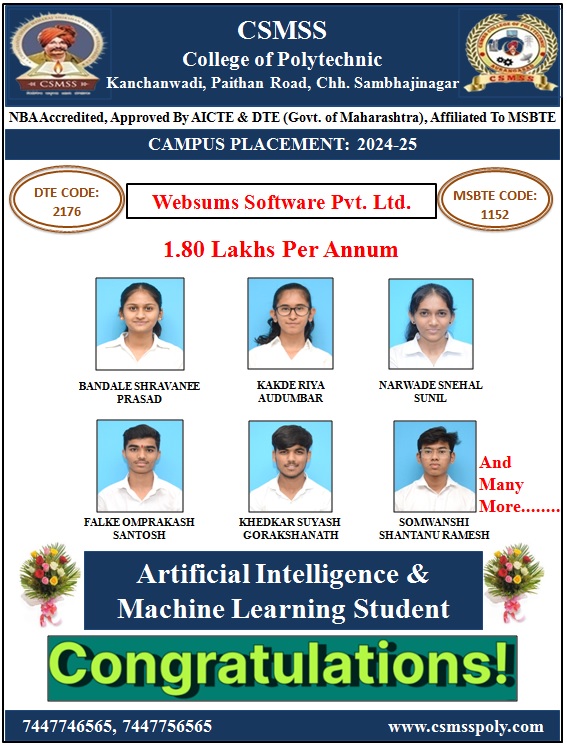 CSMSS
College of Polytechnic
Kanchanwadi, Paithan Road, Chh. Sambhajinagar
CSMSS
CSMSS
NBA Accredited, Approved By AICTE & DTE (Govt. of Maharashtra), Affiliated To MSBTE
CAMPUS PLACEMENT: 2024-25
DTE CODE:
2176
Websums Software Pvt. Ltd.
MSBTE CODE:
1152
1.80 Lakhs Per Annum
BANDALE SHRAVANEE
PRASAD
KAKDE RIYA
AUDUMBAR
NARWADE SNEHAL
SUNIL
FALKE OMPRAKASH
SANTOSH
KHEDKAR SUYASH
GORAKSHANATH
SOMWANSHI
SHANTANU RAMESH
And
Many
More........
Artificial Intelligence &
Machine Learning Student
Congratulations!
7447746565, 7447756565
www.csmsspoly.com